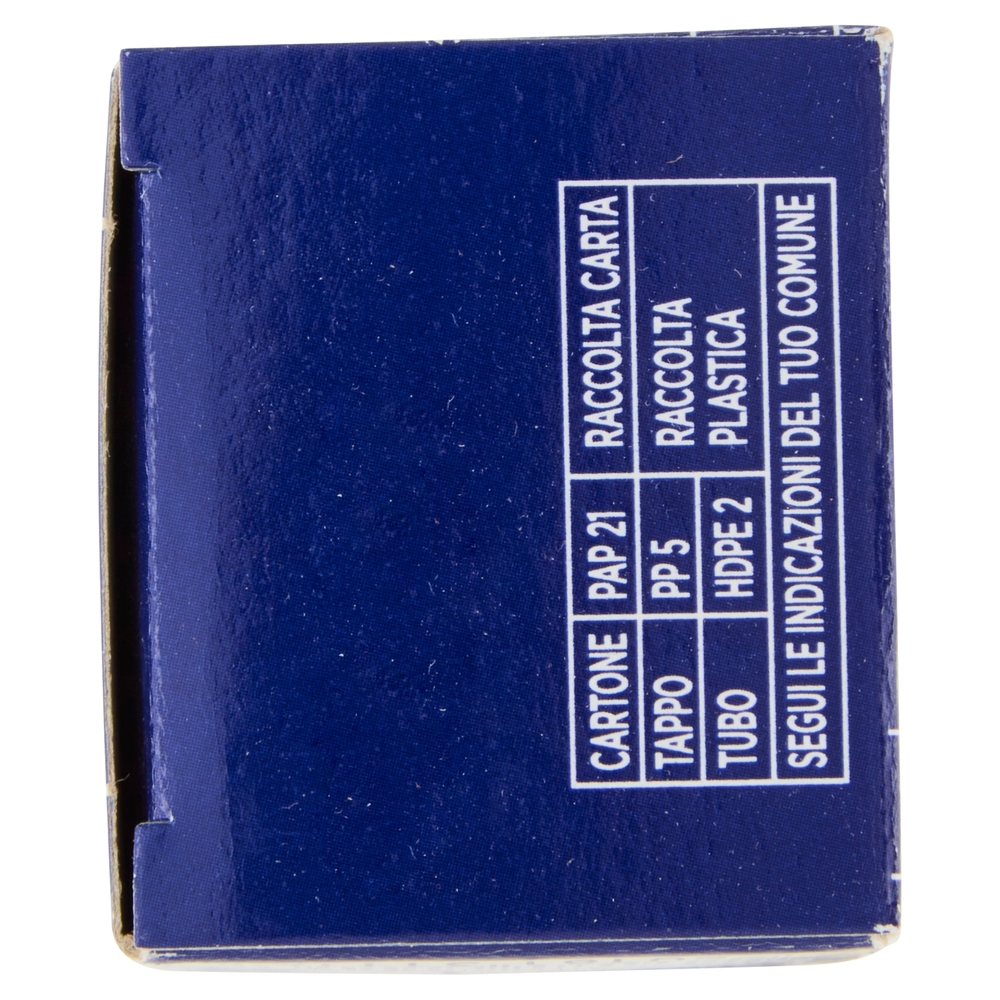 CARTONE PAP 21 RACCOLTA CARTA
TAPPO PP 5 RACCOLTA
TUBO HDPE 2 PLASTICA
SEGUI LE INDICAZIONI DEL TUO COMUNE